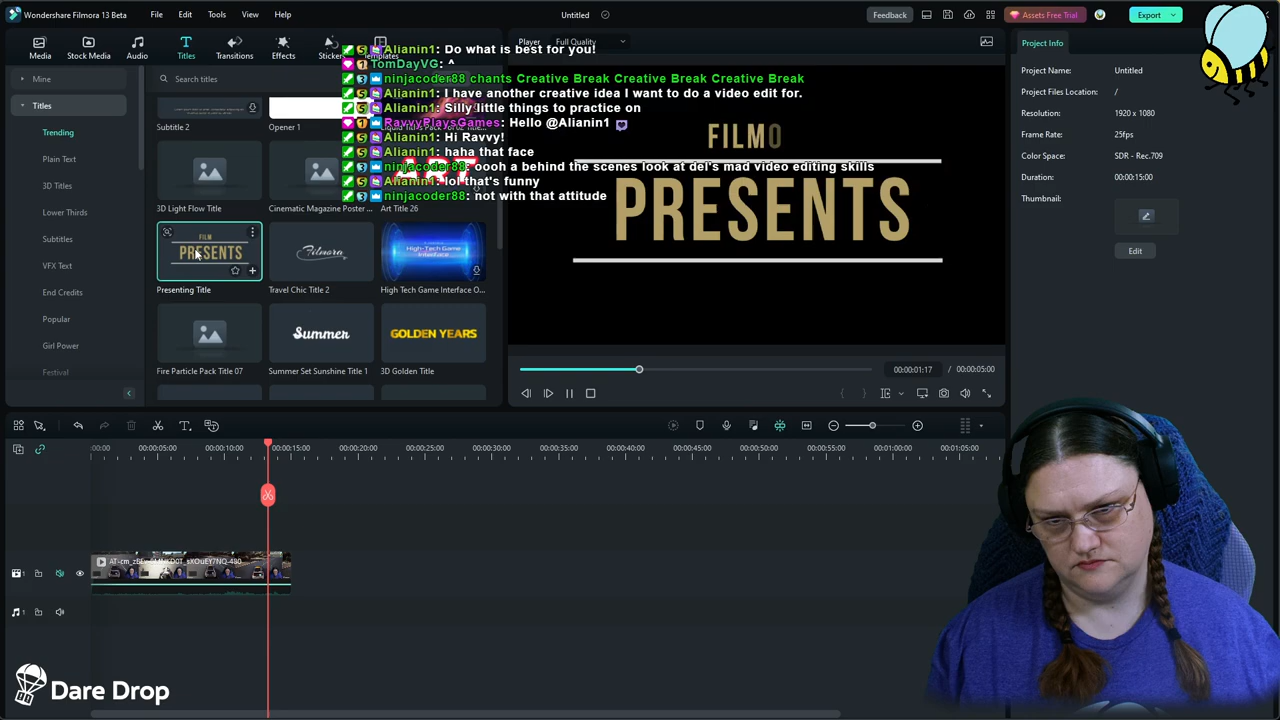 Wondershare Filmora 13 Beta
File Edit Tools View Help
Untitled
Feedback
Assets Free Trial
Export
Media Stock Media Audio Titles Transitions Effects Stickers Templates
Player Full Quality
Project Info
Alianin1: Do what is best for you!
TomDayVG: ^
ninjacoder88 chants Creative Break Creative Break Creative Break
Alianin1: I have another creative idea I want to do a video edit for.
Alianin1: Silly little things to practice on
RavvyPlaysGames: Hello @Alianin1
Alianin1: Hi Ravvy!
Alianin1: haha that face
ninjacoder88: oooh a behind the scenes look at del's mad video editing skills
Alianin1: lol that's funny
ninjacoder88: not with that attitude
Mine
Titles
Trending
Plain Text
3D Titles
Lower Thirds
Subtitles
VFX Text
End Credits
Popular
Girl Power
Festival
Search titles
Subtitle 2
Opener 1
3D Light Flow Title
Cinematic Magazine Poster ...
Art Title 26
FILM
PRESENTS
Filmora
High-Tech Game
Interface
Presenting Title
Travel Chic Title 2
High Tech Game Interface O...
Summer
GOLDEN YEARS
Fire Particle Pack Title 07
Summer Set Sunshine Title 1
3D Golden Title
FILMO
PRESENTS
00:00:01:17 / 00:00:05:00
Project Name: Untitled
Project Files Location: /
Resolution: 1920 x 1080
Frame Rate: 25fps
Color Space: SDR - Rec.709
Duration: 00:00:15:00
Thumbnail:
Edit
:00:00 00:00:05:00 00:00:10:00 00:00:15:00 00:00:20:00 00:00:25:00 00:00:30:00 00:00:35:00 00:00:40:00 00:00:45:00 00:00:50:00 00:00:55:00 00:01:00:00 00:01:05:00
1
1
Dare Drop